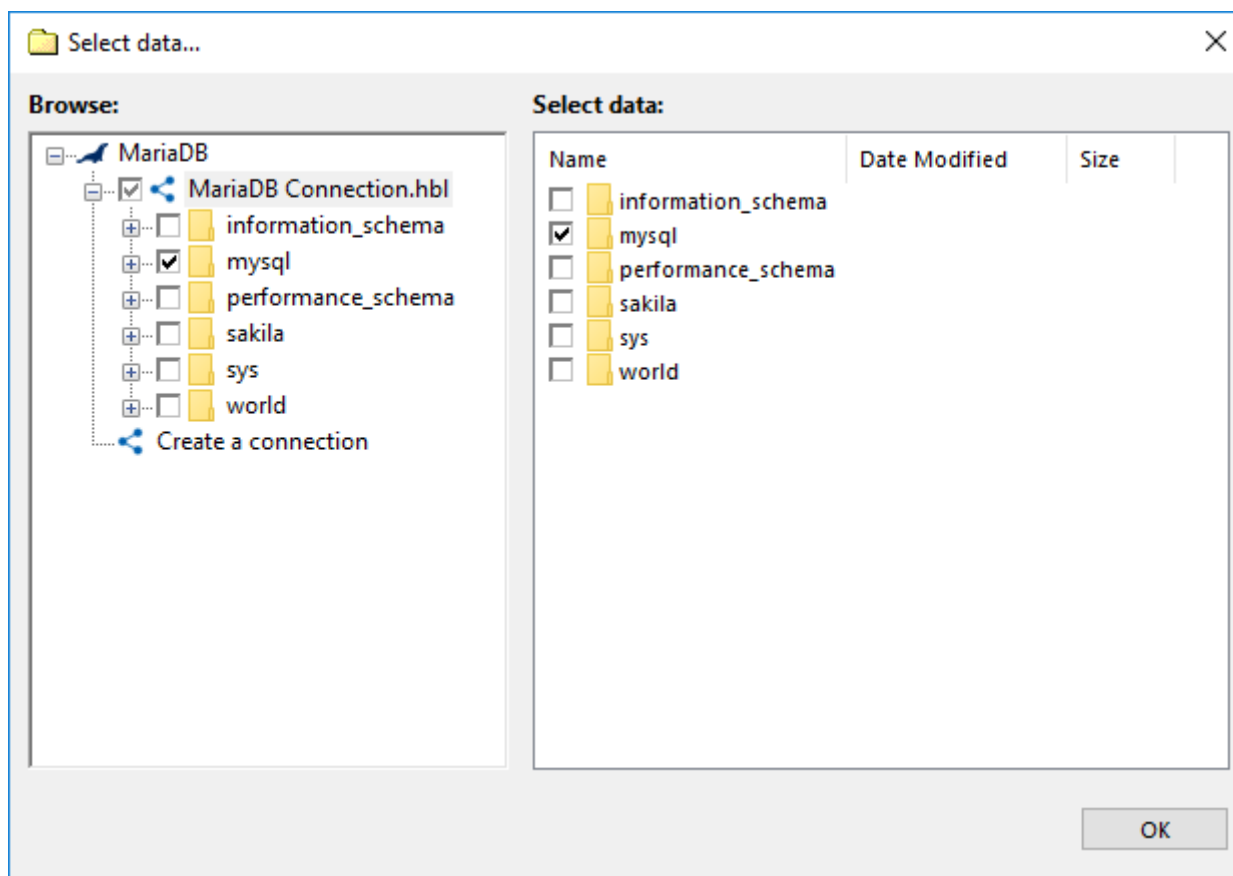 Select data...
Browse:
MariaDB
MariaDB Connection.hbl
information_schema
mysql
performance_schema
sakila
sys
world
Create a connection
Select data:
Name Date Modified Size
information_schema
mysql
performance_schema
sakila
sys
world
OK